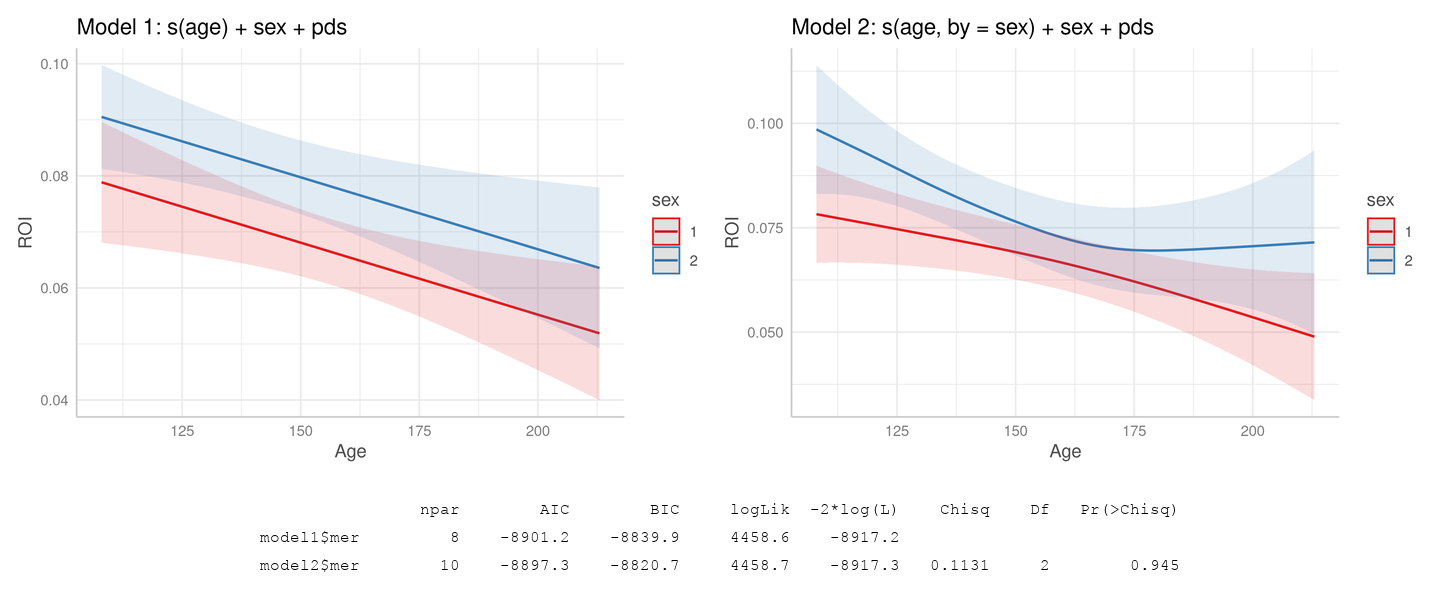 Model 1: s(age) + sex + pds
0.10
0.08
0.06
0.04
ROI
125 150 175 200
Age
sex
1
2
Model 2: s(age, by = sex) + sex + pds
0.100
0.075
0.050
ROI
125 150 175 200
Age
sex
1
2
npar AIC BIC logLik -2*log(L) Chisq Df Pr(>Chisq)
model1$mer 8 -8901.2 -8839.9 4458.6 -8917.2
model2$mer 10 -8897.3 -8820.7 4458.7 -8917.3 0.1131 2 0.945